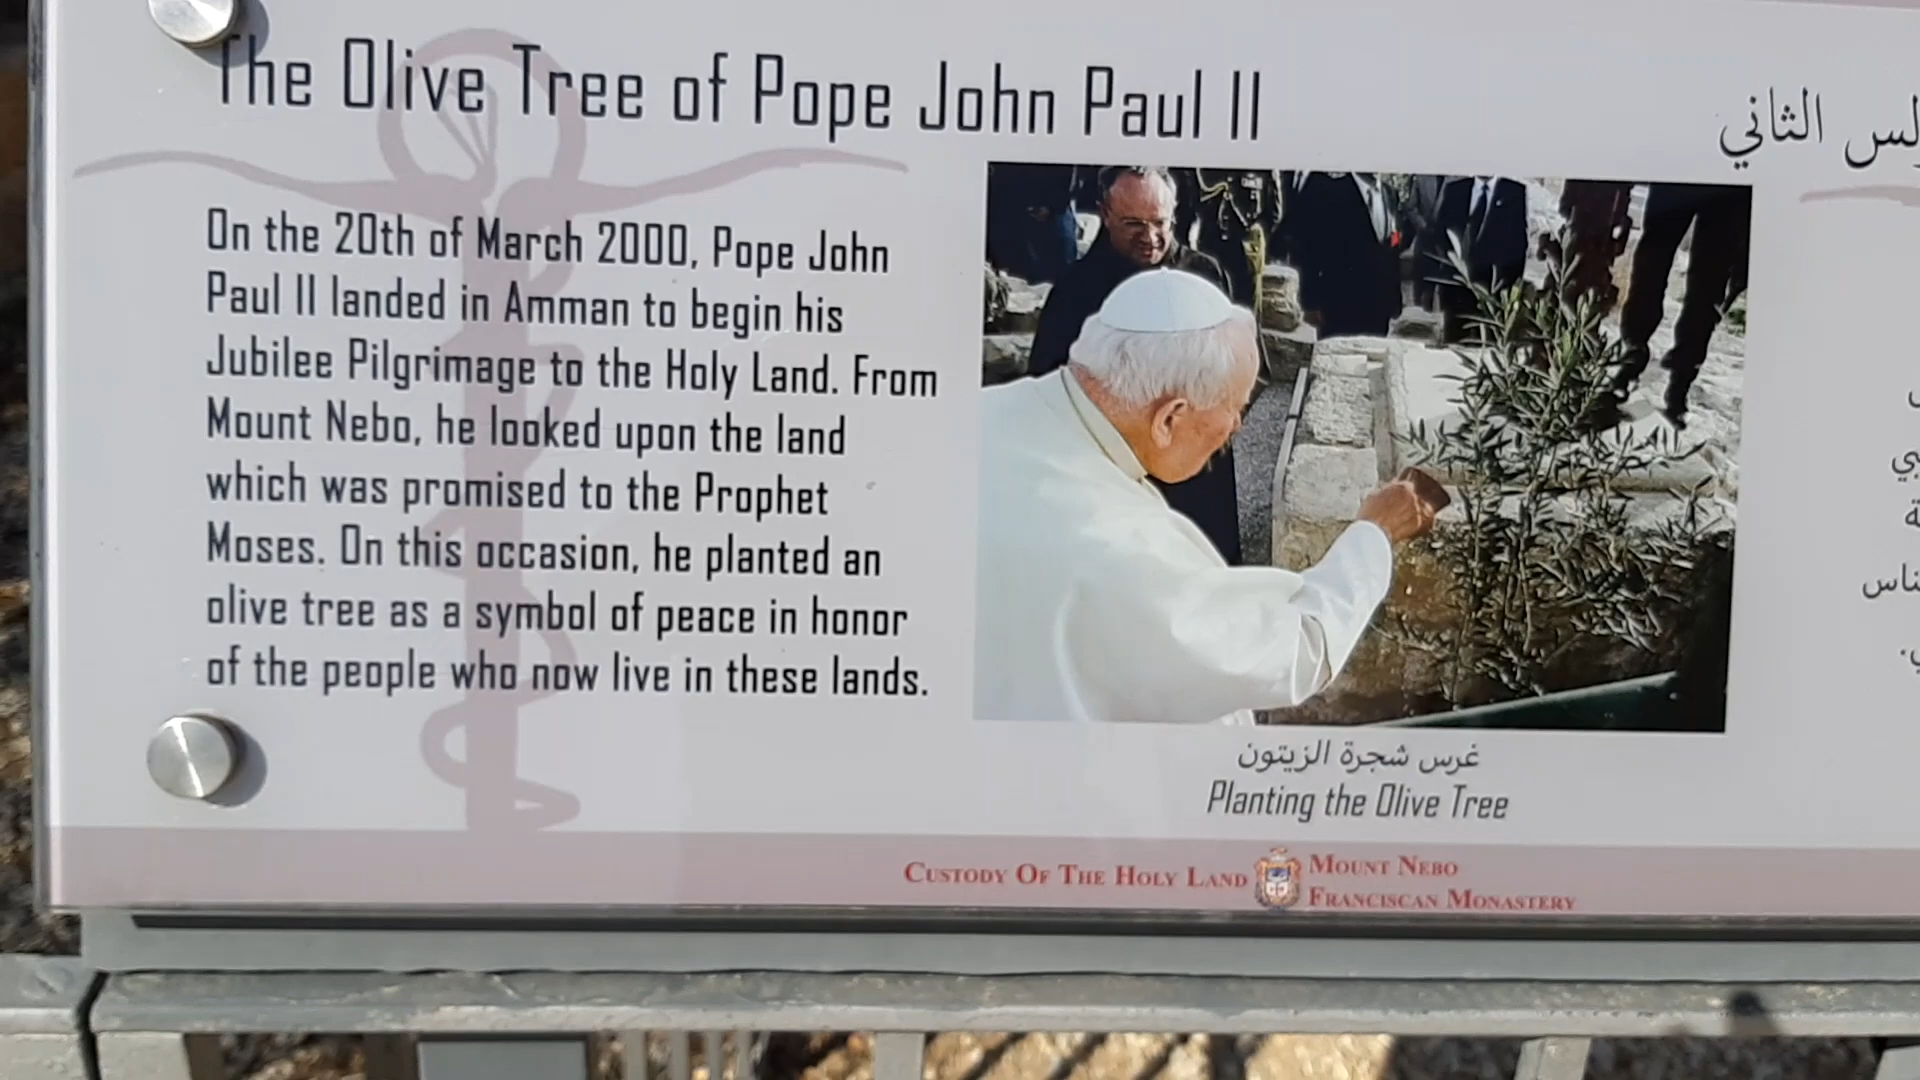 The Olive Tree of Pope John Paul II
On the 20th of March 2000, Pope John
Paul II landed in Amman to begin his
Jubilee Pilgrimage to the Holy Land. From
Mount Nebo, he looked upon the land
which was promised to the Prophet
Moses. On this occasion, he planted an
olive tree as a symbol of peace in honor
of the people who now live in these lands.
غرس شجرة الزيتون
Planting the Olive Tree
الثاني
CUSTODY OF THE HOLY LAND
MOUNT NEBO
FRANCISCAN MONASTERY